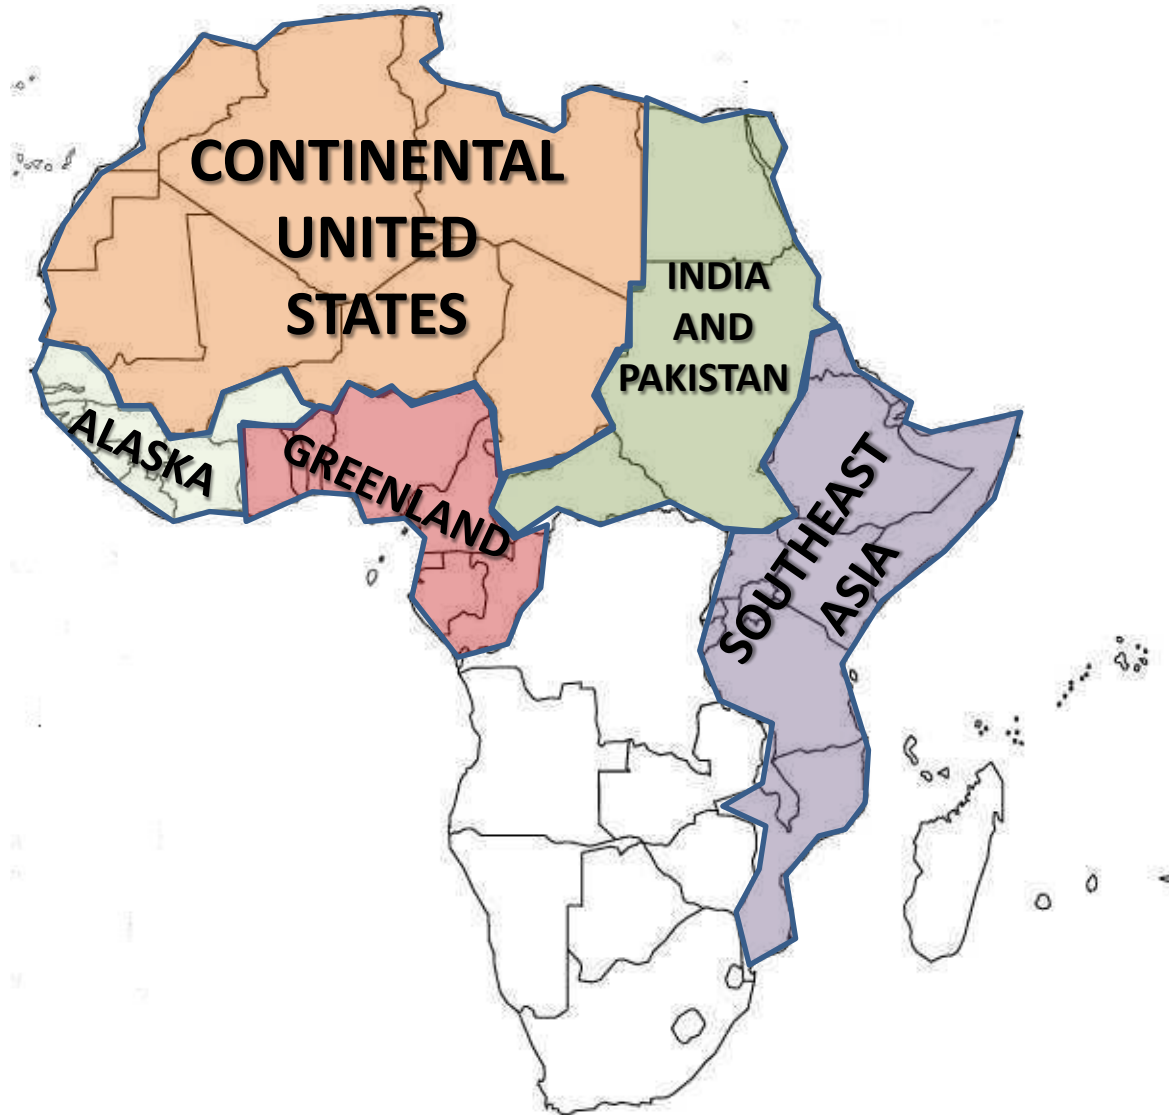 CONTINENTAL
UNITED
STATES
INDIA
AND
PAKISTAN
ALASKA
GREENLAND
SOUTHEAST
ASIA